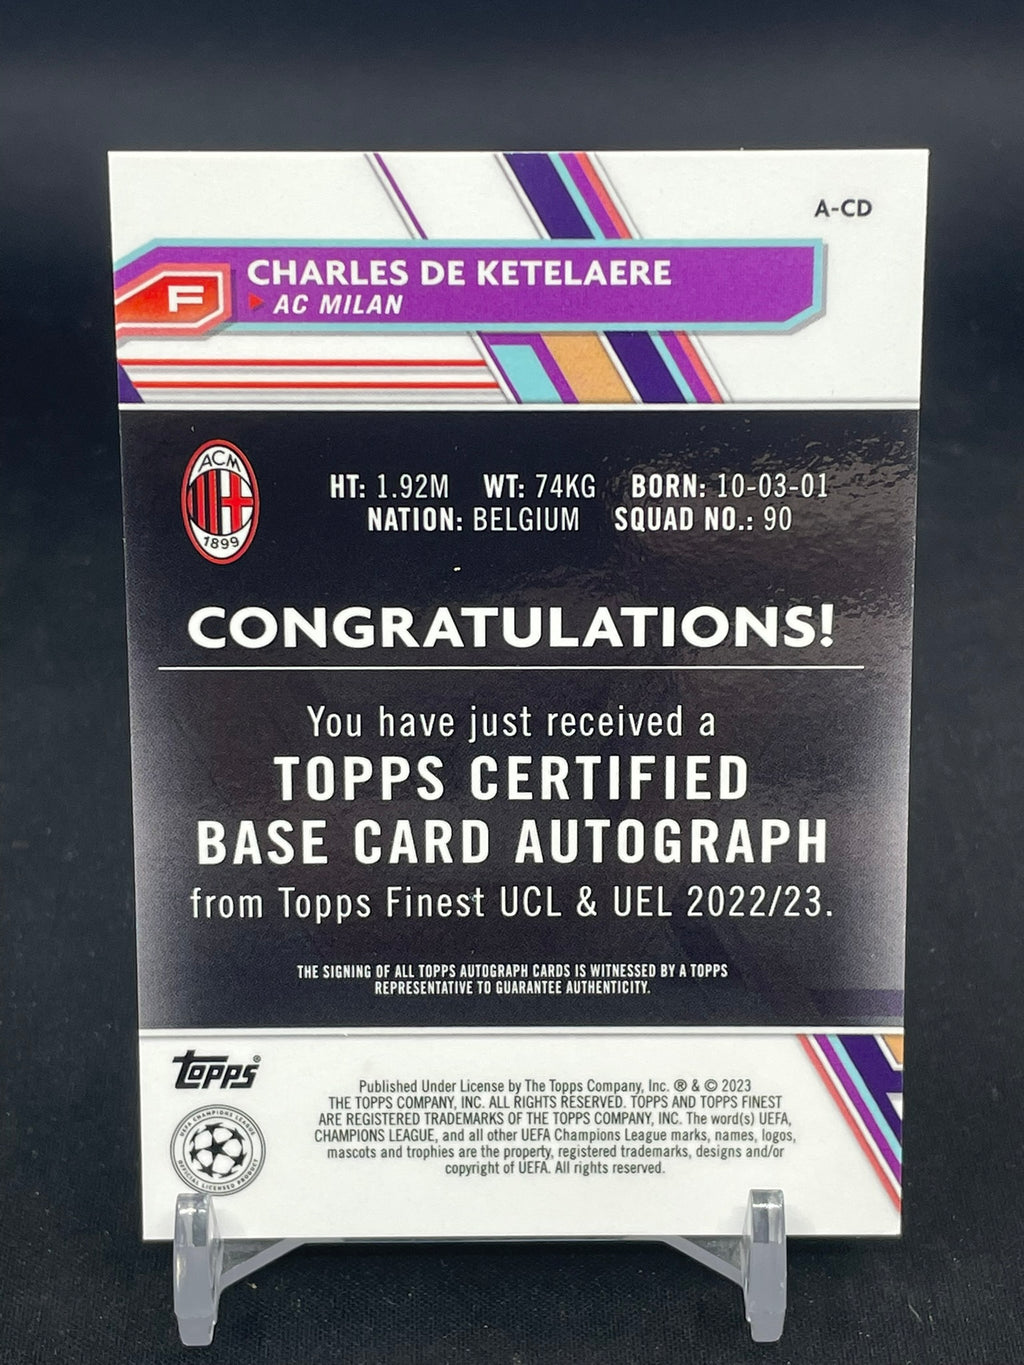 A-CD
F
CHARLES DE KETELAERE
AC MILAN
ACM
1899
HT: 1.92M WT: 74KG BORN: 10-03-01
NATION: BELGIUM SQUAD NO.: 90
CONGRATULATIONS!
You have just received a
TOPPS CERTIFIED
BASE CARD AUTOGRAPH
from Topps Finest UCL & UEL 2022/23.
THE SIGNING OF ALL TOPPS AUTOGRAPH CARDS IS WITNESSED BY A TOPPS
REPRESENTATIVE TO GUARANTEE AUTHENTICITY.
topps®
UEFA CHAMPIONS LEAGUE
OFFICIAL LICENSED PRODUCT
Published Under License by The Topps Company, Inc. ® & © 2023
THE TOPPS COMPANY, INC. ALL RIGHTS RESERVED. TOPPS AND TOPPS FINEST
ARE REGISTERED TRADEMARKS OF THE TOPPS COMPANY, INC. The word(s) UEFA,
CHAMPIONS LEAGUE, and all other UEFA Champions League marks, names, logos,
mascots and trophies are the property, registered trademarks, designs and/or
copyright of UEFA. All rights reserved.